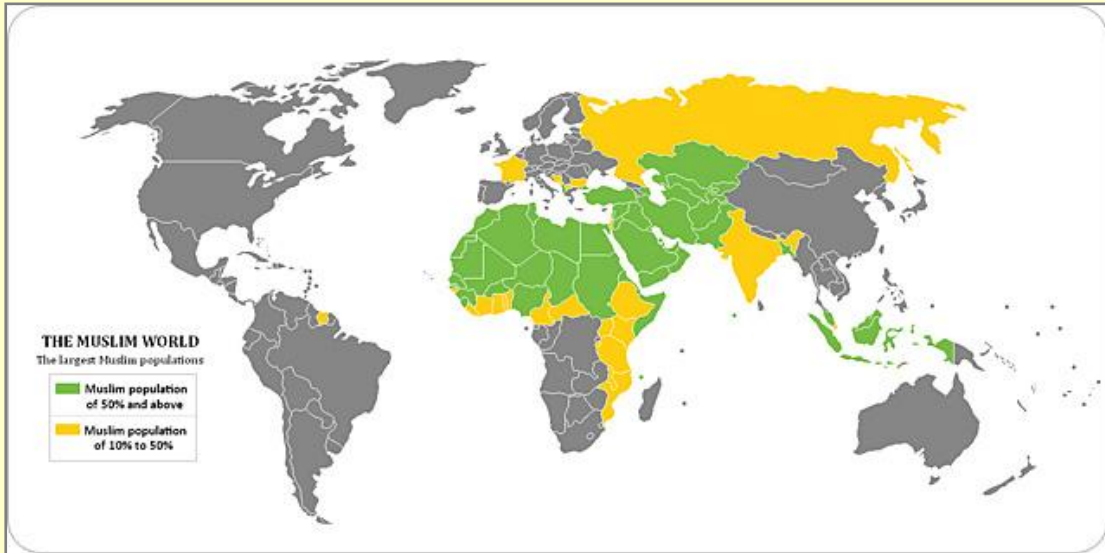 THE MUSLIM WORLD
The largest Muslim populations
Muslim population
of 50% and above
Muslim population
of 10% to 50%